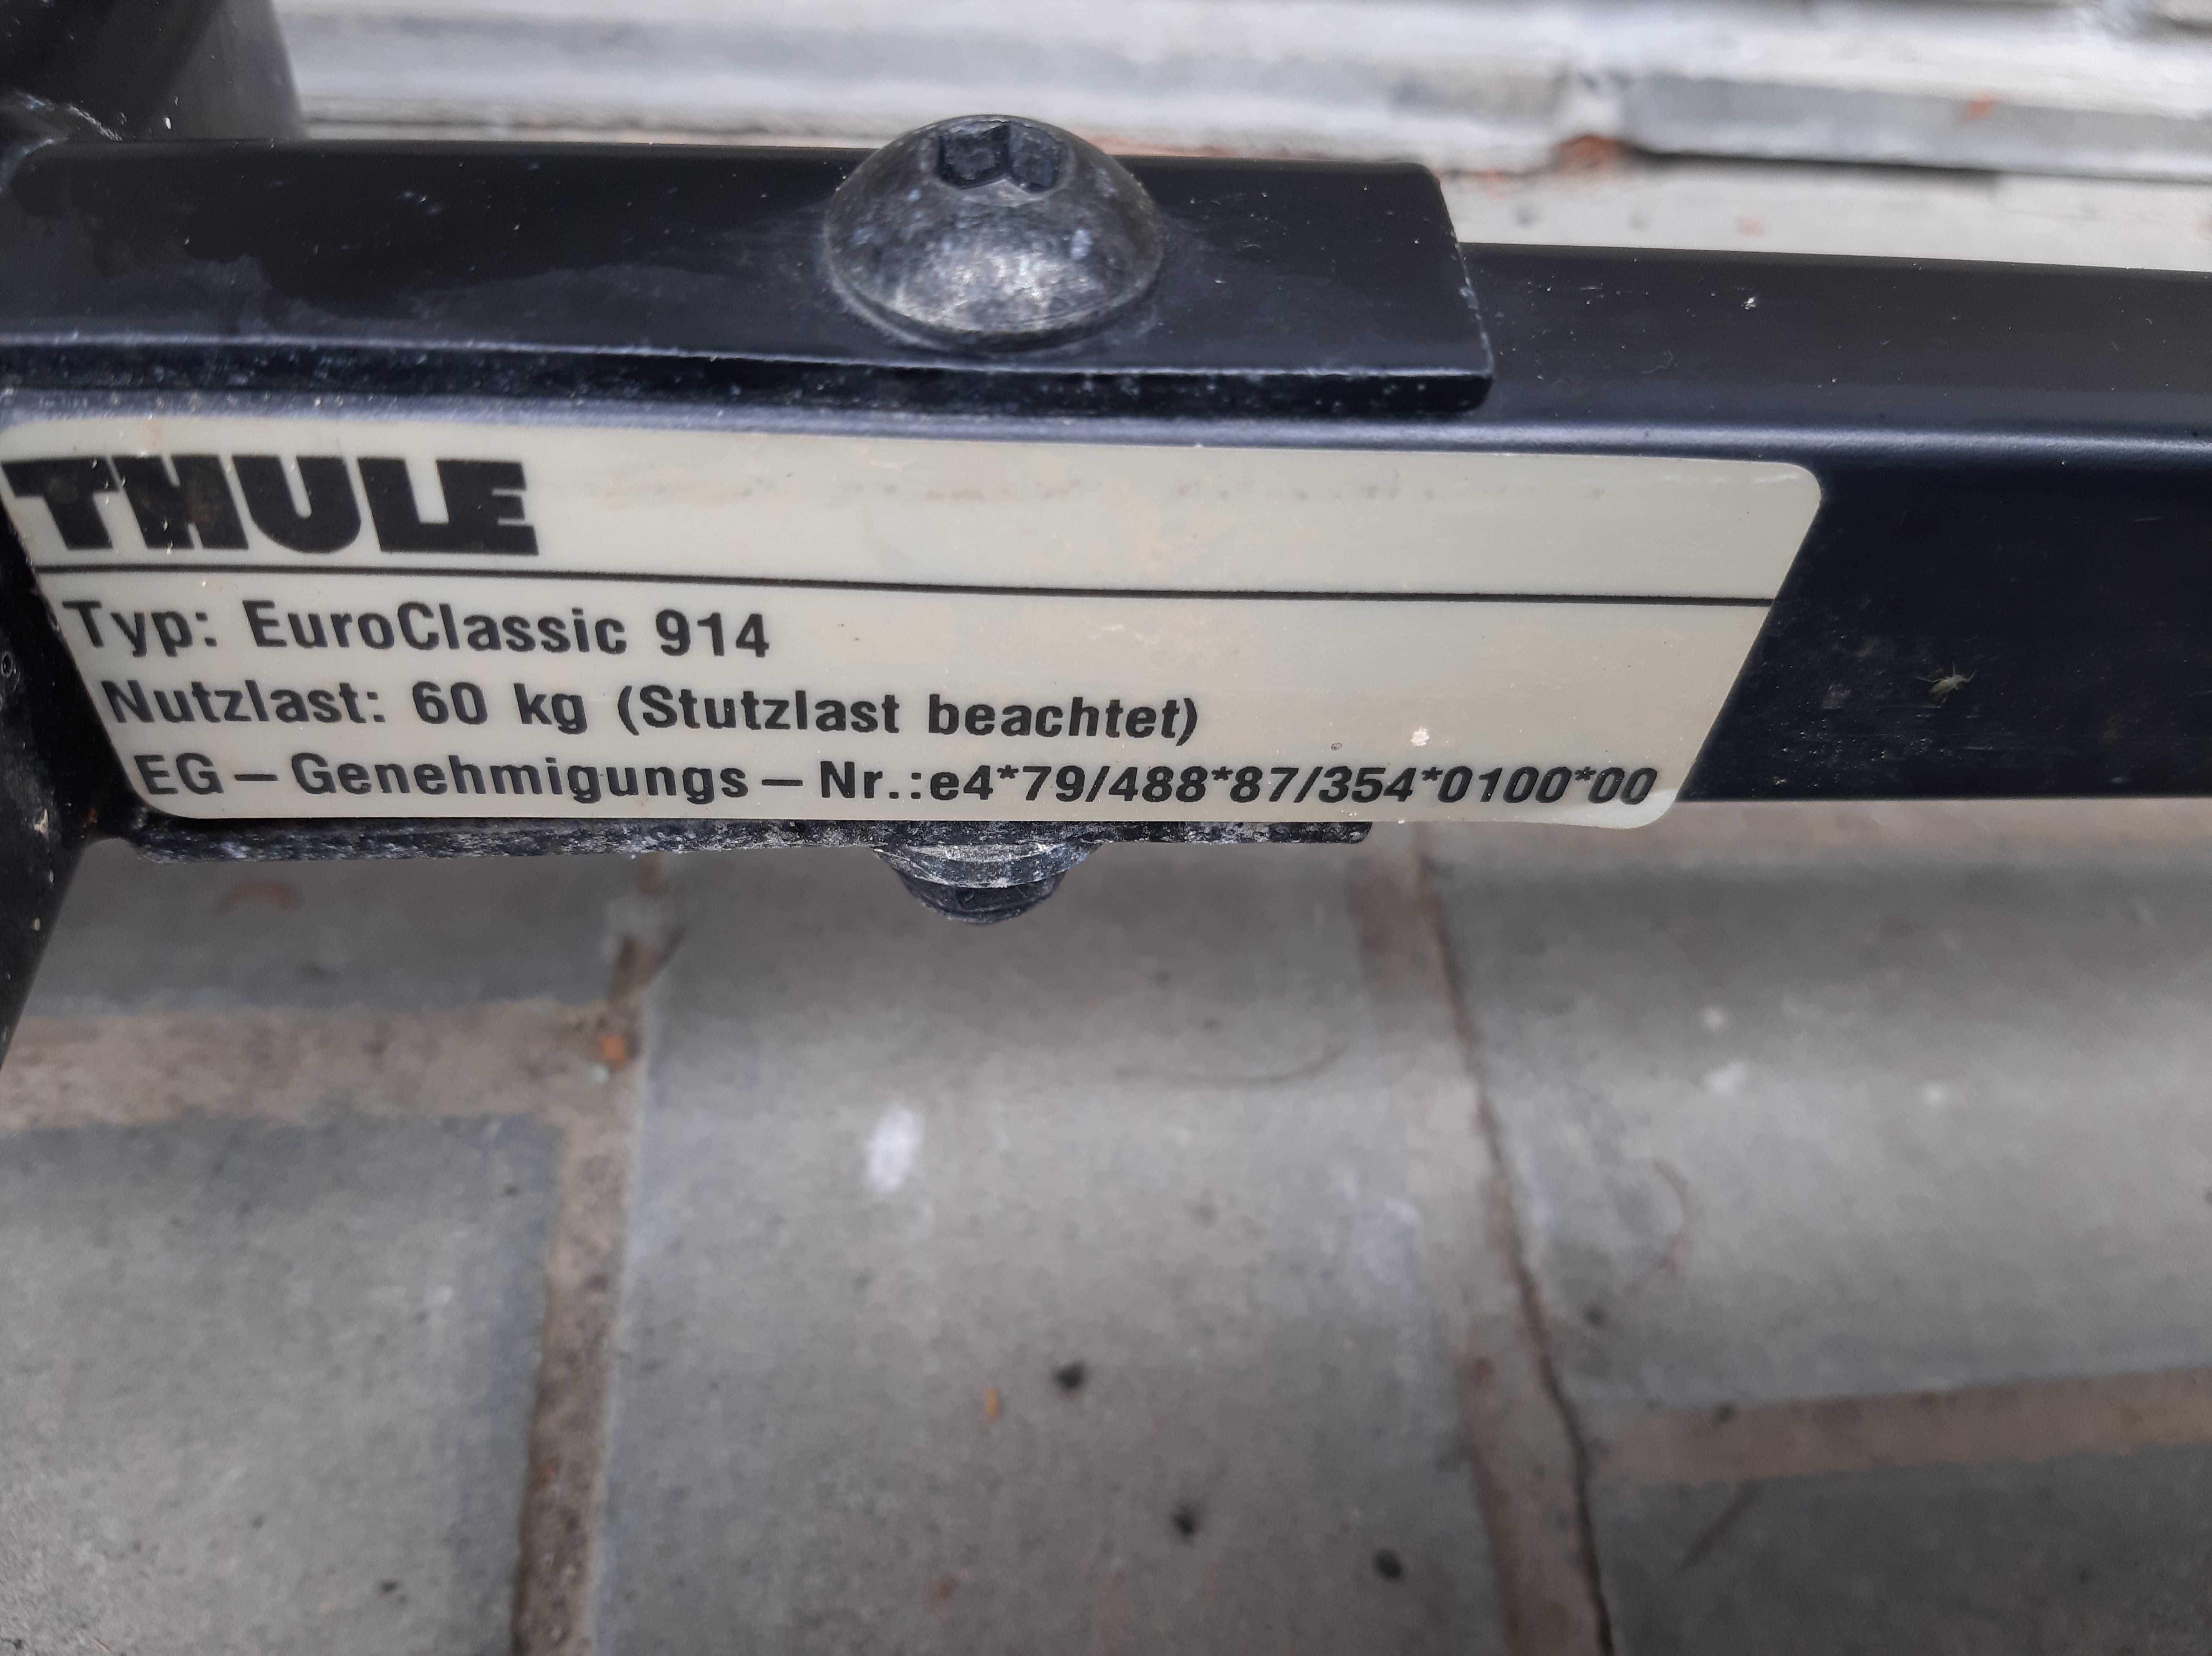 THULE
Typ: EuroClassic 914
Nutzlast: 60 kg (Stutzlast beachtet)
EG – Genehmigungs – Nr.:e4*79/488*87/354*0100*00